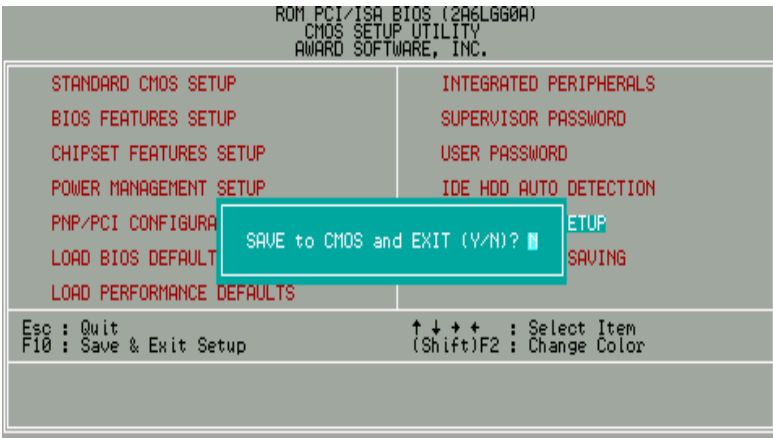 ROM PCI/ISA BIOS (2A6LGG0A)
CMOS SETUP UTILITY
AWARD SOFTWARE, INC.
STANDARD CMOS SETUP
BIOS FEATURES SETUP
CHIPSET FEATURES SETUP
POWER MANAGEMENT SETUP
PNP/PCI CONFIGURA
LOAD BIOS DEFAULT
LOAD PERFORMANCE DEFAULTS
INTEGRATED PERIPHERALS
SUPERVISOR PASSWORD
USER PASSWORD
IDE HDD AUTO DETECTION
ETUP
SAVING
SAVE to CMOS and EXIT (Y/N)? N
Esc : Quit
F10 : Save & Exit Setup
↑ ↓ → ← : Select Item
(Shift)F2 : Change Color